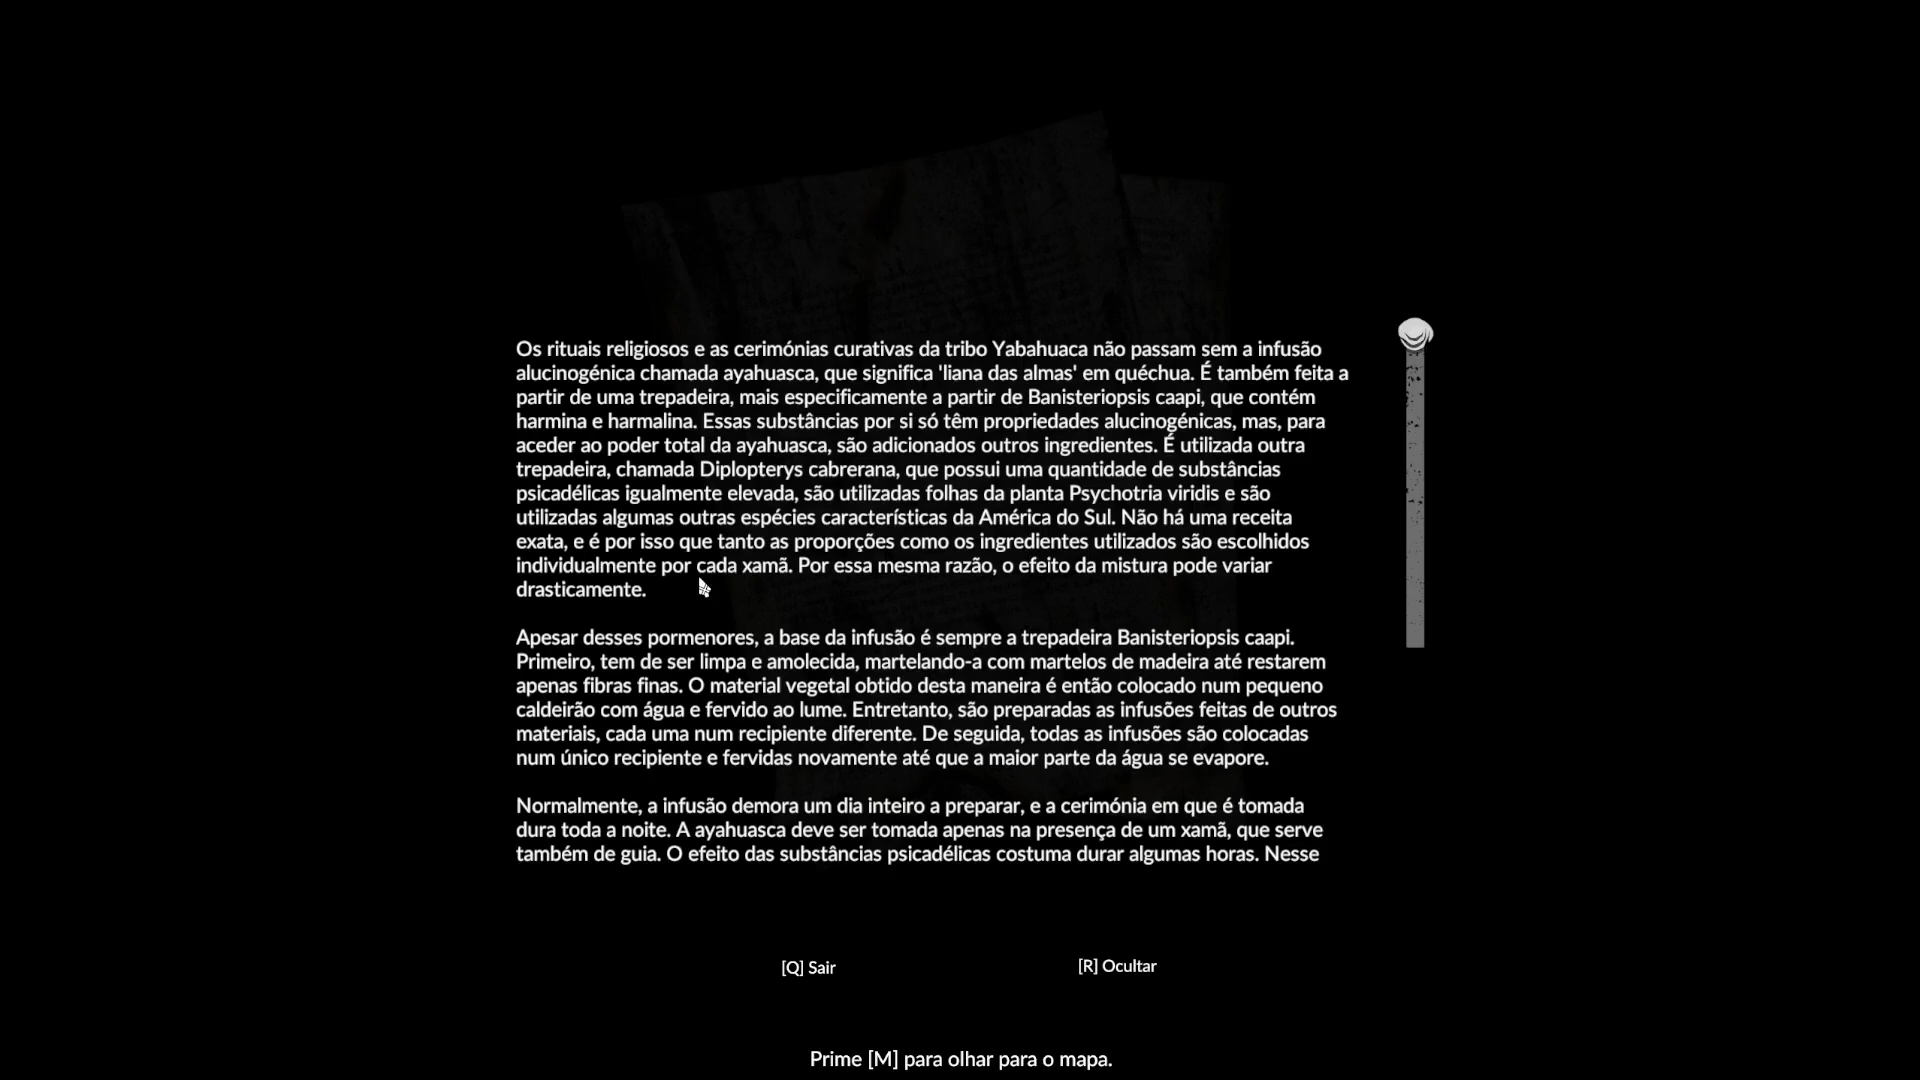 Os rituais religiosos e as cerimónias curativas da tribo Yabahuaca não passam sem a infusão
alucinogénica chamada ayahuasca, que significa 'liana das almas' em quéchua. É também feita a
partir de uma trepadeira, mais especificamente a partir de Banisteriopsis caapi, que contém
harmina e harmalina. Essas substâncias por si só têm propriedades alucinogénicas, mas, para
aceder ao poder total da ayahuasca, são adicionados outros ingredientes. É utilizada outra
trepadeira, chamada Diplopterys cabrerana, que possui uma quantidade de substâncias
psicadélicas igualmente elevada, são utilizadas folhas da planta Psychotria viridis e são
utilizadas algumas outras espécies características da América do Sul. Não há uma receita
exata, e é por isso que tanto as proporções como os ingredientes utilizados são escolhidos
individualmente por cada xamã. Por essa mesma razão, o efeito da mistura pode variar
drasticamente.
Apesar desses pormenores, a base da infusão é sempre a trepadeira Banisteriopsis caapi.
Primeiro, tem de ser limpa e amolecida, martelando-a com martelos de madeira até restarem
apenas fibras finas. O material vegetal obtido desta maneira é então colocado num pequeno
caldeirão com água e fervido ao lume. Entretanto, são preparadas as infusões feitas de outros
materiais, cada uma num recipiente diferente. De seguida, todas as infusões são colocadas
num único recipiente e fervidas novamente até que a maior parte da água se evapore.
Normalmente, a infusão demora um dia inteiro a preparar, e a cerimónia em que é tomada
dura toda a noite. A ayahuasca deve ser tomada apenas na presença de um xamã, que serve
também de guia. O efeito das substâncias psicadélicas costuma durar algumas horas. Nesse
[Q] Sair
[R] Ocultar
Prime [M] para olhar para o mapa.